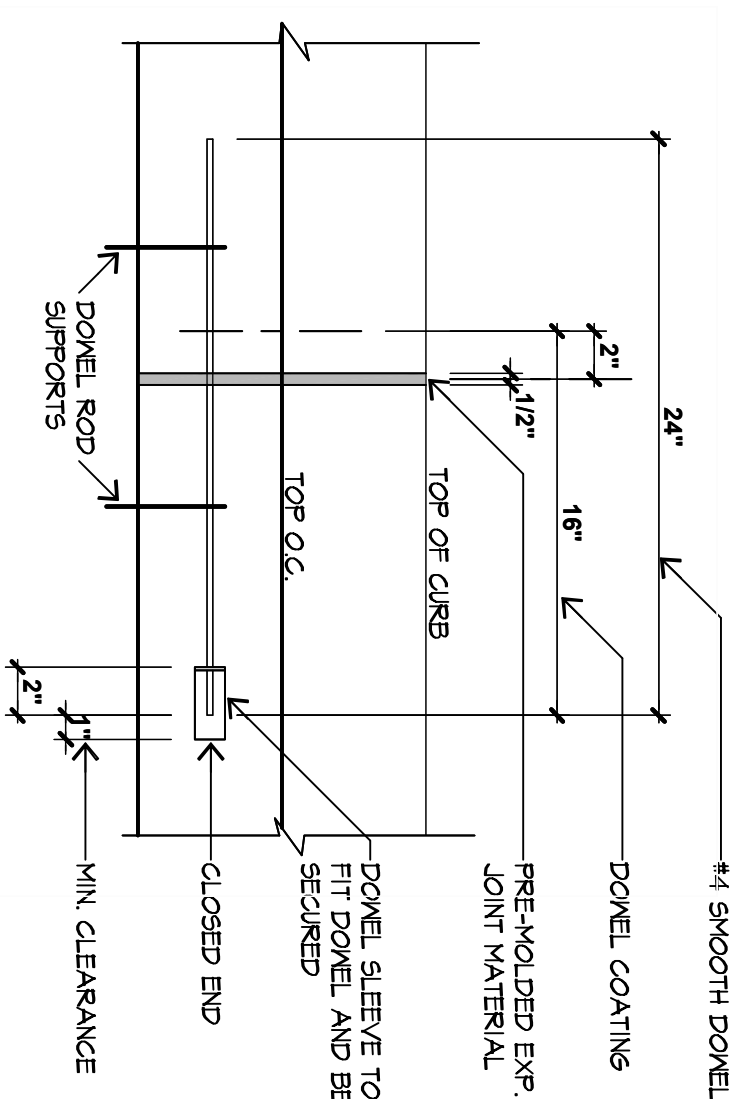 #4 SMOOTH DOWEL
DOWEL COATING
PRE-MOLDED EXP.
JOINT MATERIAL
DOWEL SLEEVE TO
FIT DOWEL AND BE
SECURED
CLOSED END
MIN. CLEARANCE
24"
16"
2"
1/2"
TOP OF CURB
TOP O.C.
DOWEL ROD
SUPPORTS
2"
1"